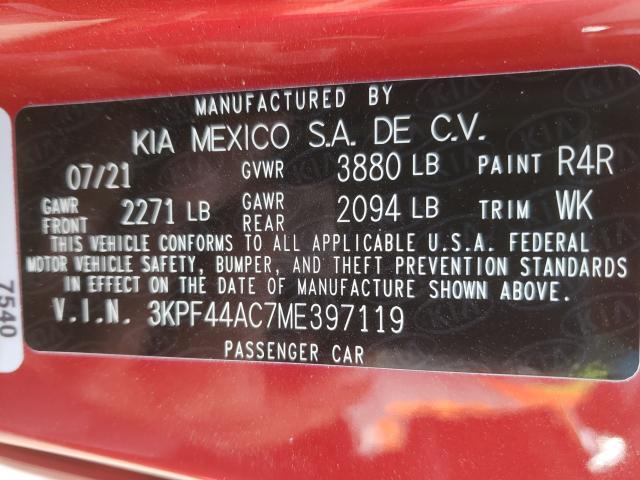 MANUFACTURED BY
KIA MEXICO S.A. DE C.V.
07/21 GVWR 3880 LB PAINT R4R
GAWR FRONT 2271 LB GAWR REAR 2094 LB TRIM WK
THIS VEHICLE CONFORMS TO ALL APPLICABLE U.S.A. FEDERAL
MOTOR VEHICLE SAFETY, BUMPER, AND THEFT PREVENTION STANDARDS
IN EFFECT ON THE DATE OF MANUFACTURE SHOWN ABOVE.
V.I.N. 3KPF44AC7ME397119
PASSENGER CAR
7540